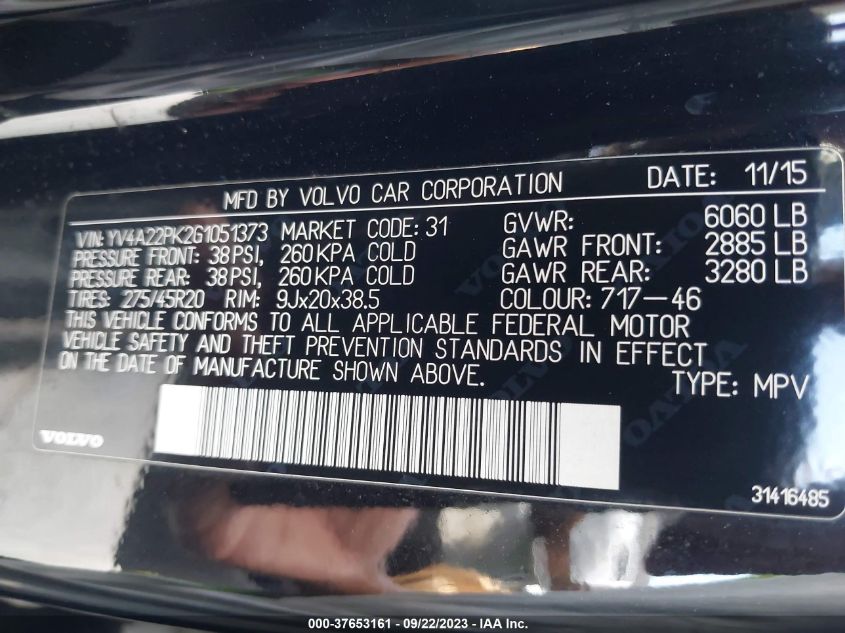 MFD BY VOLVO CAR CORPORATION DATE: 11/15
VIN: YV4A22PK2G1051373 MARKET CODE: 31 GVWR: 6060 LB
PRESSURE FRONT: 38 PSI, 260 KPA COLD GAWR FRONT: 2885 LB
PRESSURE REAR: 38 PSI, 260 KPA COLD GAWR REAR: 3280 LB
TIRES: 275/45R20 RIM: 9Jx20x38.5 COLOUR: 717-46
THIS VEHICLE CONFORMS TO ALL APPLICABLE FEDERAL MOTOR
VEHICLE SAFETY AND THEFT PREVENTION STANDARDS IN EFFECT
ON THE DATE OF MANUFACTURE SHOWN ABOVE.
TYPE: MPV
VOLVO
31416485
000-37653161 - 09/22/2023 - IAA Inc.